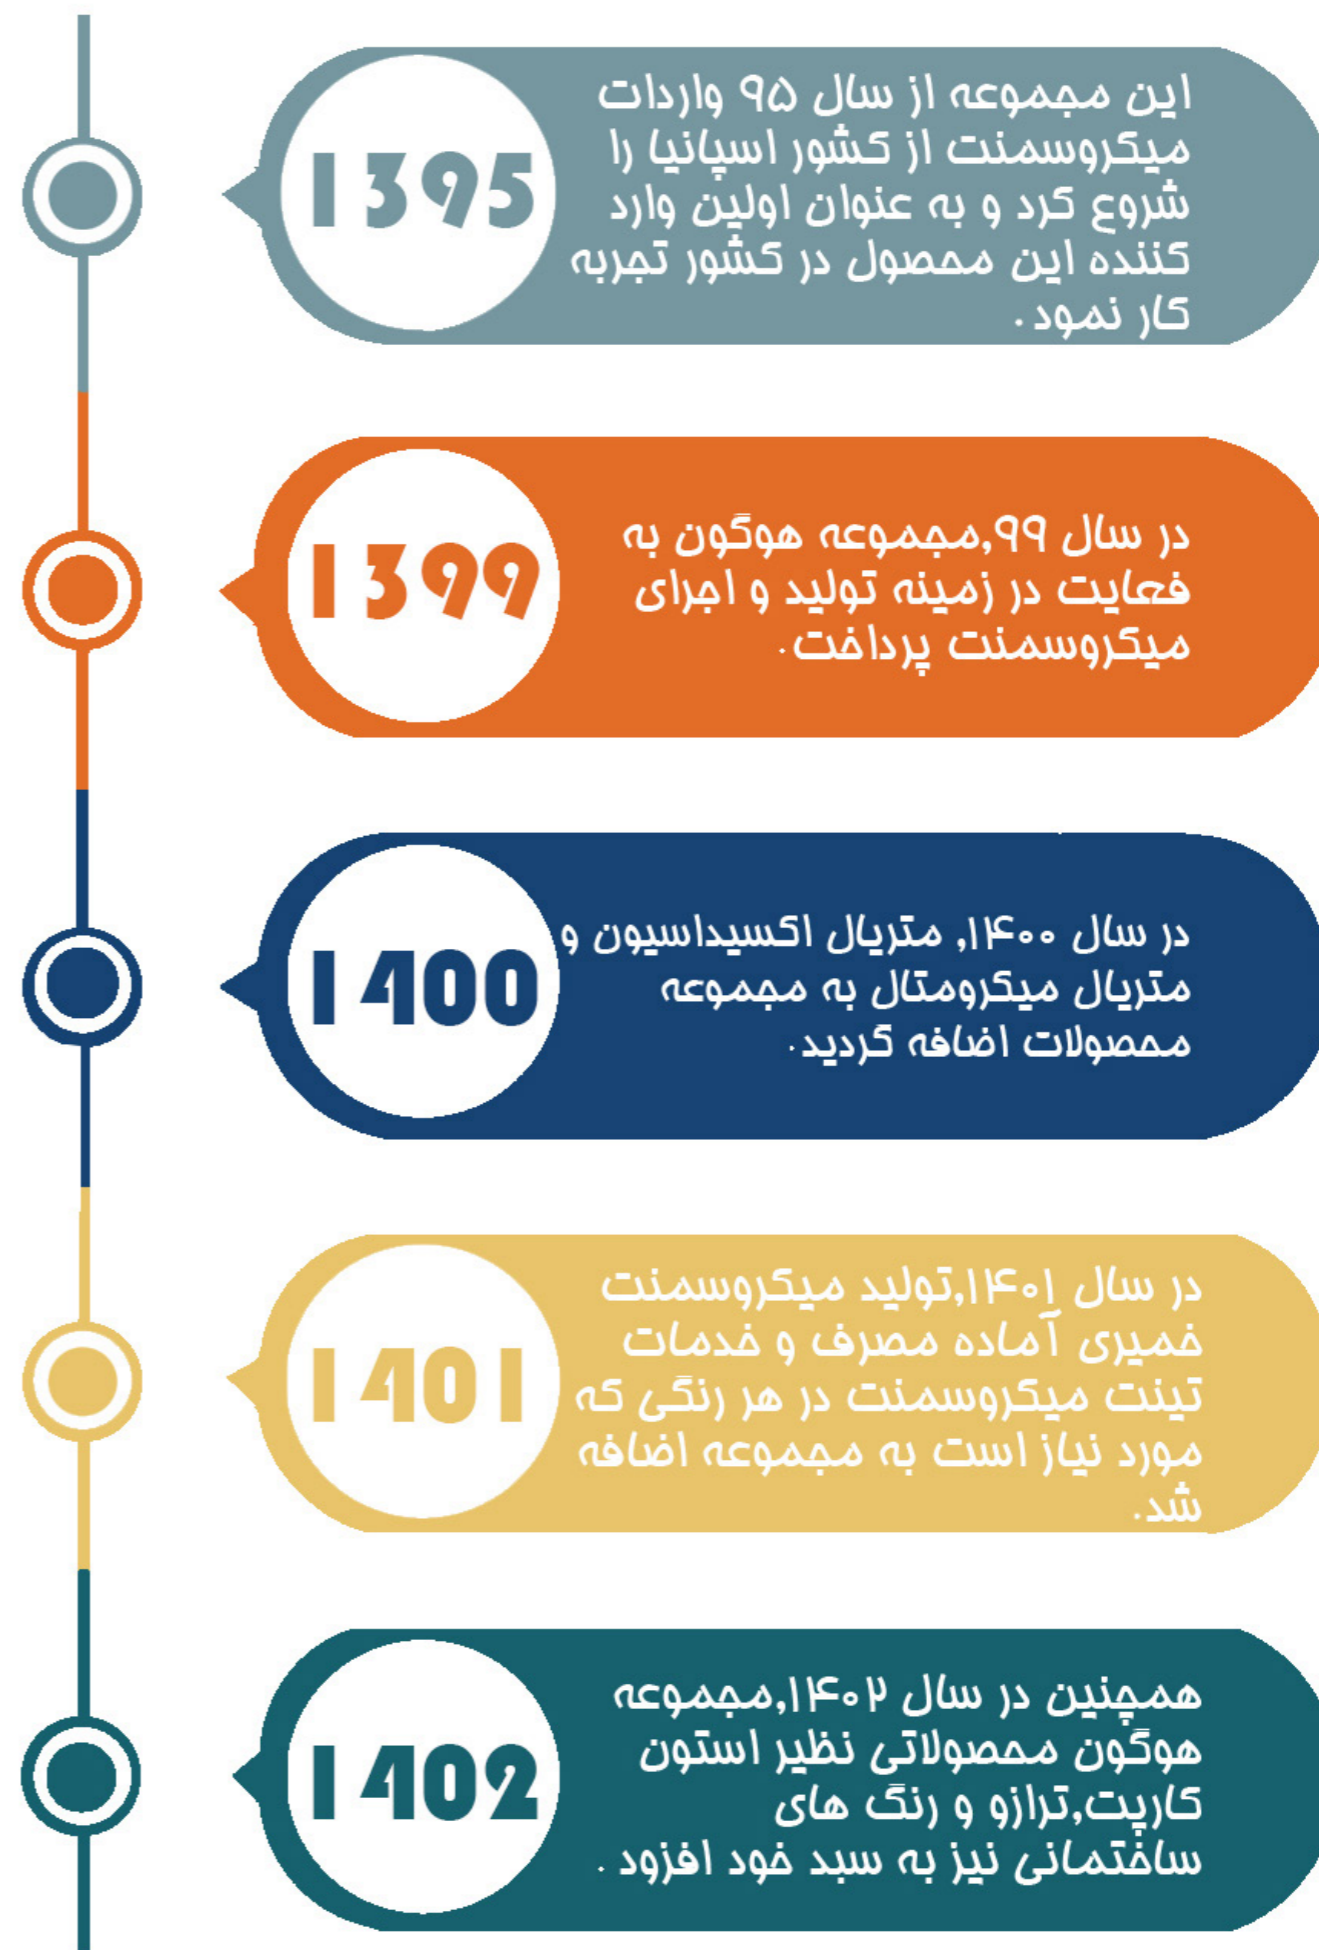 1395
این مجموعه از سال ۹۵ واردات
میکروسمنت از کشور اسپانیا را
شروع کرد و به عنوان اولین وارد
کننده این محصول در کشور تجربه
کار نمود.
1399
در سال ۹۹,مجموعه هوگون به
فعایت در زمینه تولید و اجرای
میکروسمنت پرداخت.
1400
در سال ۱۴۰۰, متریال اکسیداسیون و
متریال میکرومتال به مجموعه
محصولات اضافه گردید.
1401
در سال ۱۴۰۱,تولید میکروسمنت
خمیری آماده مصرف و خدمات
تینت میکروسمنت در هر رنگی که
مورد نیاز است به مجموعه اضافه
شد.
1402
همچنین در سال ۱۴۰۲,مجموعه
هوگون محصولاتی نظیر استون
کارپت,ترازو و رنگ های
ساختمانی نیز به سبد خود افزود .